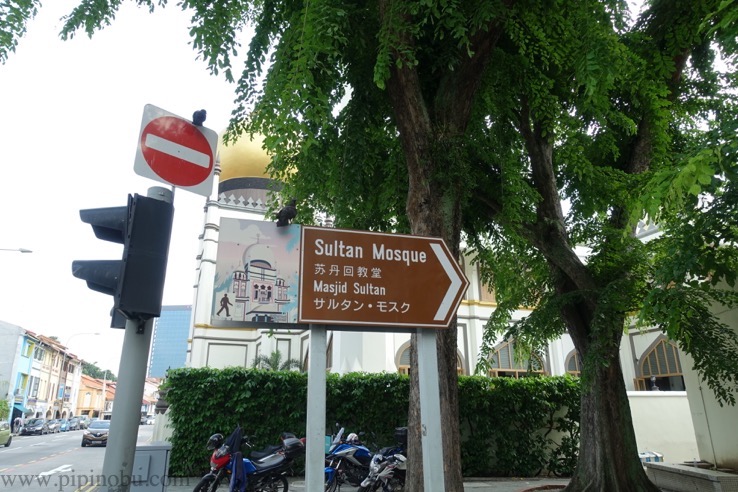 Sultan Mosque
苏丹回教堂
Masjid Sultan
サルタン・モスク
www.pipinobu.com